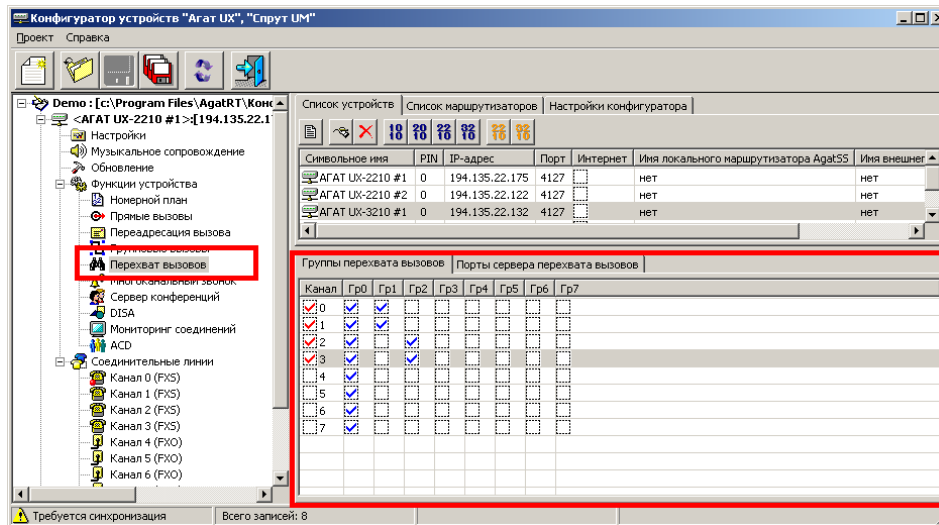 Конфигуратор устройств "Агат UX", "Спрут UM"
Проект Справка
Demo : [c:\Program Files\AgatRT\Кон
<АГАТ UX-2210 #1>:[194.135.22.1
Настройки
Музыкальное сопровождение
Обновление
Функции устройства
Номерной план
Прямые вызовы
Переадресация вызова
Групповые вызовы
Перехват вызовов
Многоканальный звонок
Сервер конференций
DISA
Мониторинг соединений
ACD
Соединительные линии
Канал 0 (FXS)
Канал 1 (FXS)
Канал 2 (FXS)
Канал 3 (FXS)
Канал 4 (FXO)
Канал 5 (FXO)
Канал 6 (FXO)
Список устройств Список маршрутизаторов Настройки конфигуратора
Символьное имя PIN IP-адрес Порт Интернет Имя локального маршрутизатора AgatSS Имя внешнег
АГАТ UX-2210 #1 0 194.135.22.175 4127 нет нет
АГАТ UX-2210 #2 0 194.135.22.122 4127 нет нет
АГАТ UX-3210 #1 0 194.135.22.132 4127 нет нет
Группы перехвата вызовов Порты сервера перехвата вызовов
Канал Гр0 Гр1 Гр2 Гр3 Гр4 Гр5 Гр6 Гр7
0
1
2
3
4
5
6
7
Требуется синхронизация Всего записей: 8